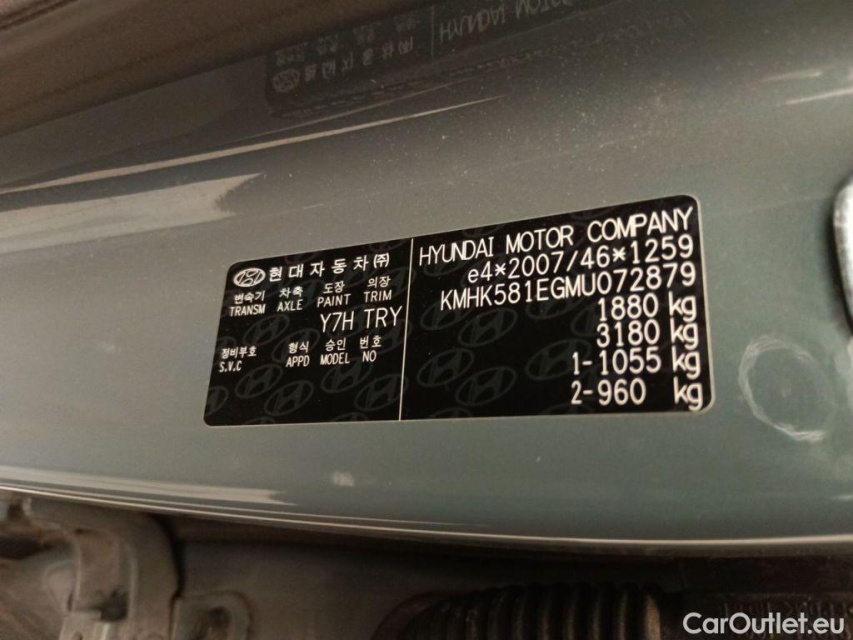 현대자동차㈜
변속기 차축 도장 의장
TRANSM AXLE PAINT TRIM
Y7H TRY
정비부호 형식 승인 번호
S.V.C APPD MODEL NO
HYUNDAI MOTOR COMPANY
e4*2007/46*1259
KMHK581EGMU072879
1880 kg
3180 kg
1-1055 kg
2-960 kg
CarOutlet.eu